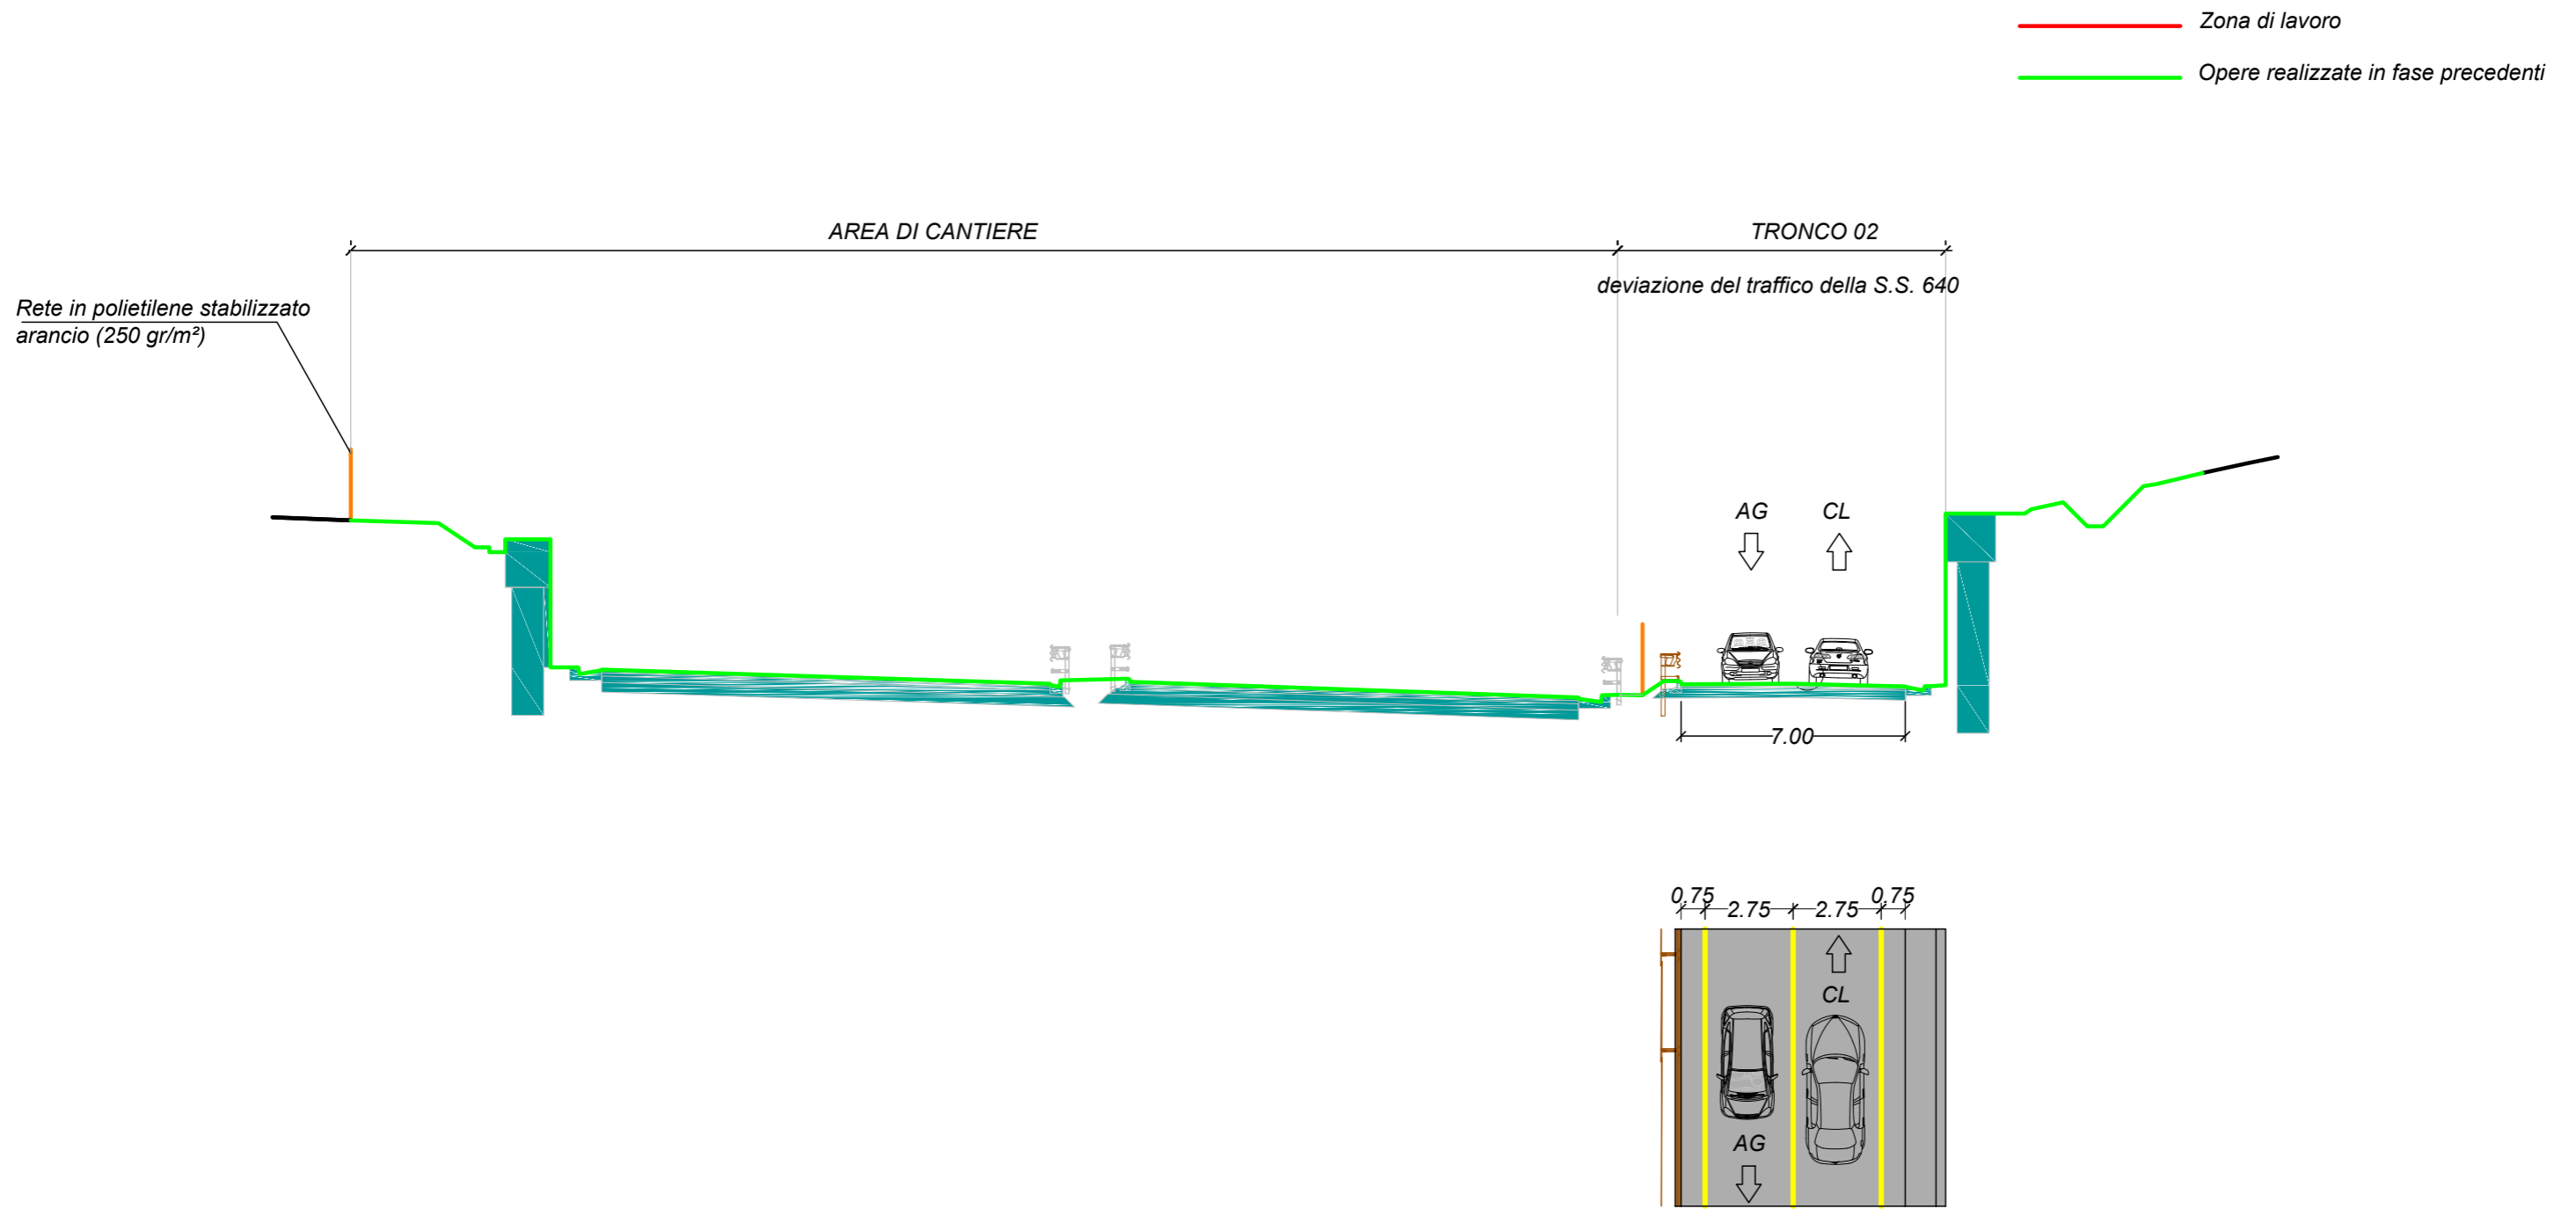 Zona di lavoro
Opere realizzate in fase precedenti
AREA DI CANTIERE
TRONCO 02
deviazione del traffico della S.S. 640
Rete in polietilene stabilizzato
arancio (250 gr/m²)
AG
CL
7.00
0.75
2.75
2.75
0.75
CL
AG